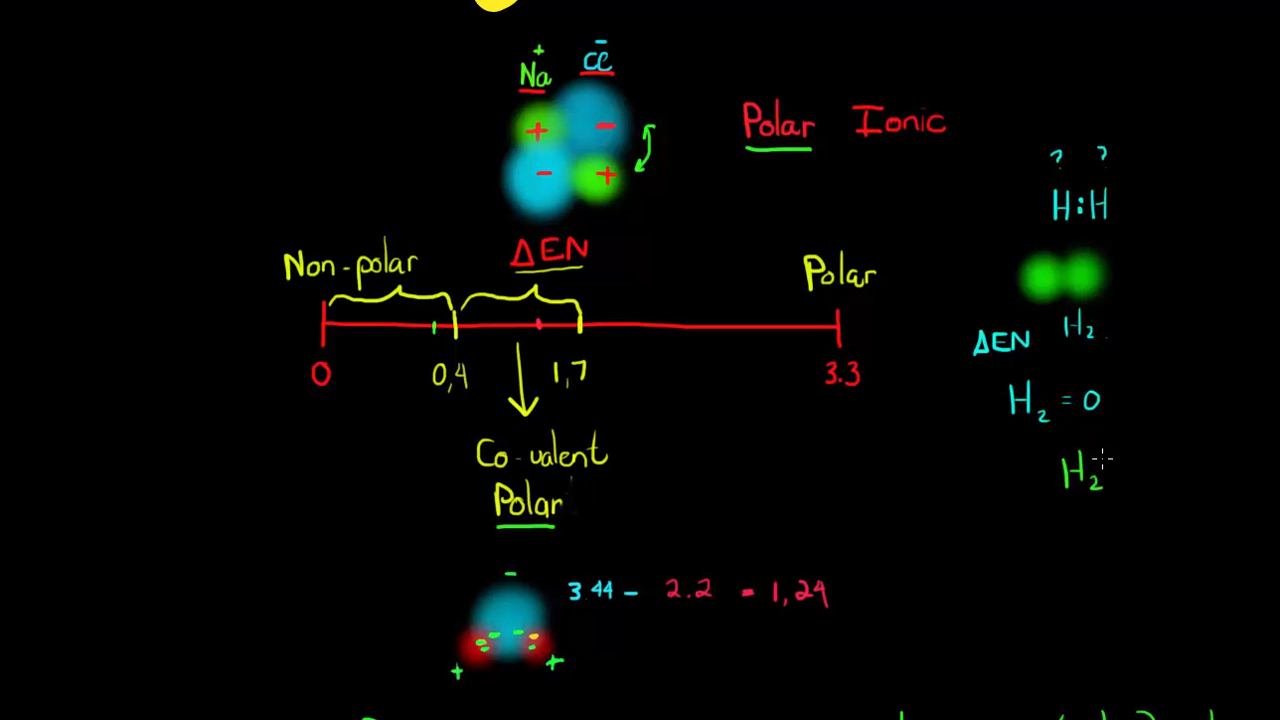 + −
Na Cl
+ −
− +
Polar Ionic
? ?
H:H
ΔEN
Non-polar
Polar
0
0,4
1,7
3.3
H₂
ΔEN
H₂ = 0
H₂
Co-valent
Polar
−
3.44 − 2.2 = 1,24
+ +